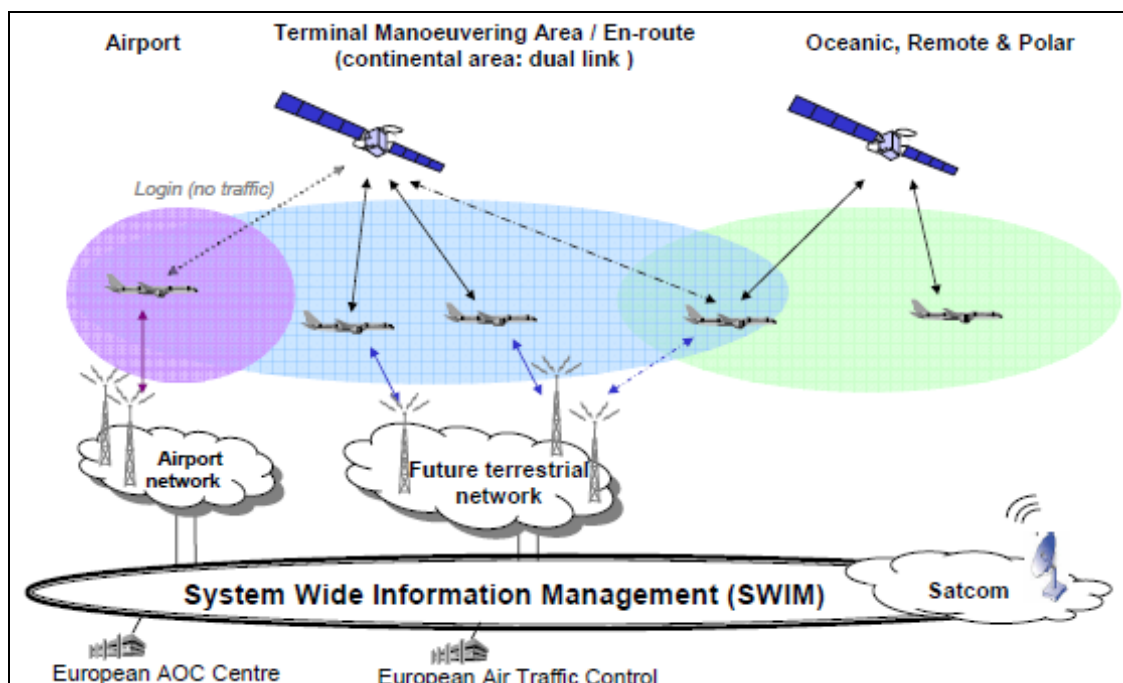 Airport
Terminal Manoeuvering Area / En-route
(continental area: dual link )
Oceanic, Remote & Polar
Login (no traffic)
Airport
network
Future terrestrial
network
System Wide Information Management (SWIM)
Satcom
European AOC Centre
European Air Traffic Control